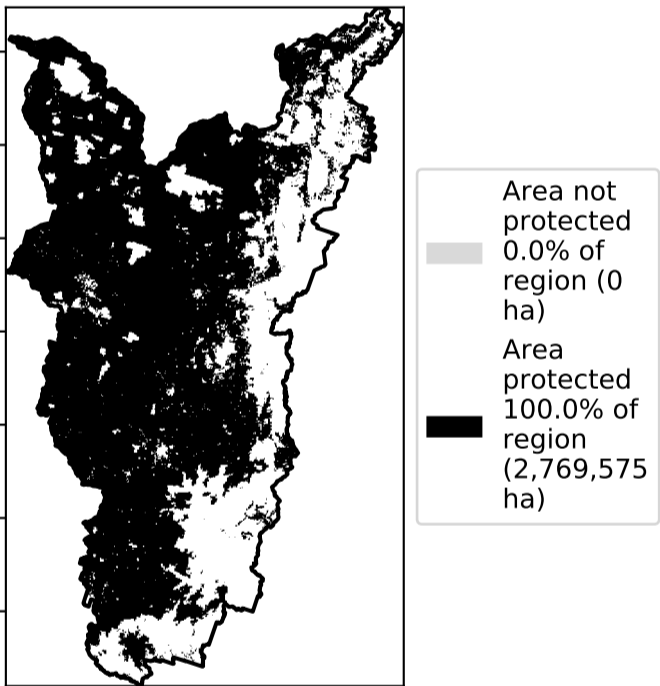 Area not
protected
0.0% of
region (0
ha)
Area
protected
100.0% of
region
(2,769,575
ha)